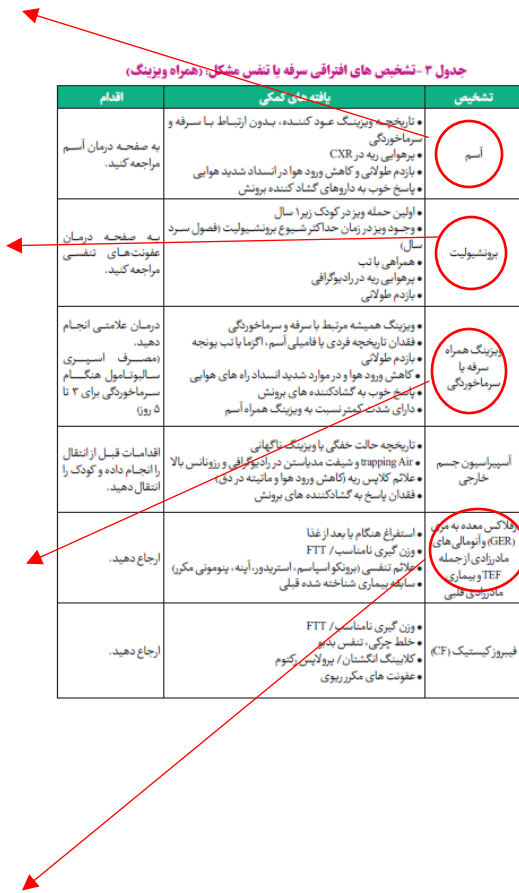 جدول ۳ -تشخیص های افتراقی سرفه یا تنفس مشکل: (همراه ویزینگ)
تشخیص
یافته های کمکی
اقدام
آسم
• تاریخچه ویزینگ عود کننده، بدون ارتباط با سرفه و
سرماخوردگی
• پرهوایی ریه در CXR
• بازدم طولانی و کاهش ورود هوا در انسداد شدید هوایی
• پاسخ خوب به داروهای گشاد کننده برونش
به صفحه درمان آسم
مراجعه کنید.
برونشیولیت
• اولین حمله ویز در کودک زیر۱ سال
• وجود ویز در زمان حداکثر شیوع برونشیولیت (فصول سرد
سال)
• همراهی با تب
• پرهوایی ریه در رادیوگرافی
• بازدم طولانی
به صفحه درمان
عفونت‌های تنفسی
مراجعه کنید.
ویزینگ همراه
سرفه یا
سرماخوردگی
• ویزینگ همیشه مرتبط با سرفه و سرماخوردگی
• فقدان تاریخچه فردی یا فامیلی آسم، اگزما یا تب یونجه
• بازدم طولانی
• کاهش ورود هوا و در موارد شدید انسداد راه های هوایی
• پاسخ خوب به گشادکننده های برونش
• دارای شدت کمتر نسبت به ویزینگ همراه آسم
درمان علامتی انجام
دهید.
(مصرف اسپری
سالبوتامول هنگام
سرماخوردگی برای ۳ تا
۵ روز)
آسپیراسیون جسم
خارجی
• تاریخچه حالت خفگی یا ویزینگ ناگهانی
• trapping Air و شیفت مدیاستن در رادیوگرافی و رزونانس بالا
• علائم کلاپس ریه (کاهش ورود هوا و ماتیته در دق)
• فقدان پاسخ به گشادکننده های برونش
اقدامات قبل از انتقال
را انجام داده و کودک را
انتقال دهید.
رفلاکس معده به مری
(GER) و آنومالی های
مادرزادی از جمله
TEF و بیماری
مادرزادی قلبی
• استفراغ هنگام یا بعد از غذا
• وزن گیری نامناسب/ FTT
• علائم تنفسی (برونکو اسپاسم، استریدور، آپنه، پنومونی مکرر)
• سابقه بیماری شناخته شده قبلی
ارجاع دهید.
فیبروز کیستیک (CF)
• وزن گیری نامناسب/ FTT
• خلط چرکی، تنفس بدبو
• کلابینگ انگشتان/ پرولاپس رکتوم
• عفونت های مکرر ریوی
ارجاع دهید.